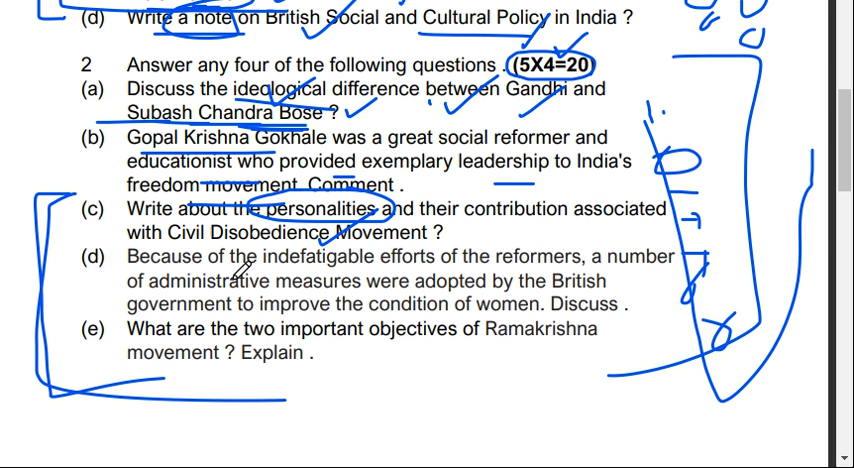 (d) Write a note on British Social and Cultural Policy in India ?
2 Answer any four of the following questions . (5X4=20)
(a) Discuss the ideological difference between Gandhi and
Subash Chandra Bose ?
(b) Gopal Krishna Gokhale was a great social reformer and
educationist who provided exemplary leadership to India's
freedom movement. Comment .
(c) Write about the personalities and their contribution associated
with Civil Disobedience Movement ?
(d) Because of the indefatigable efforts of the reformers, a number
of administrative measures were adopted by the British
government to improve the condition of women. Discuss .
(e) What are the two important objectives of Ramakrishna
movement ? Explain .